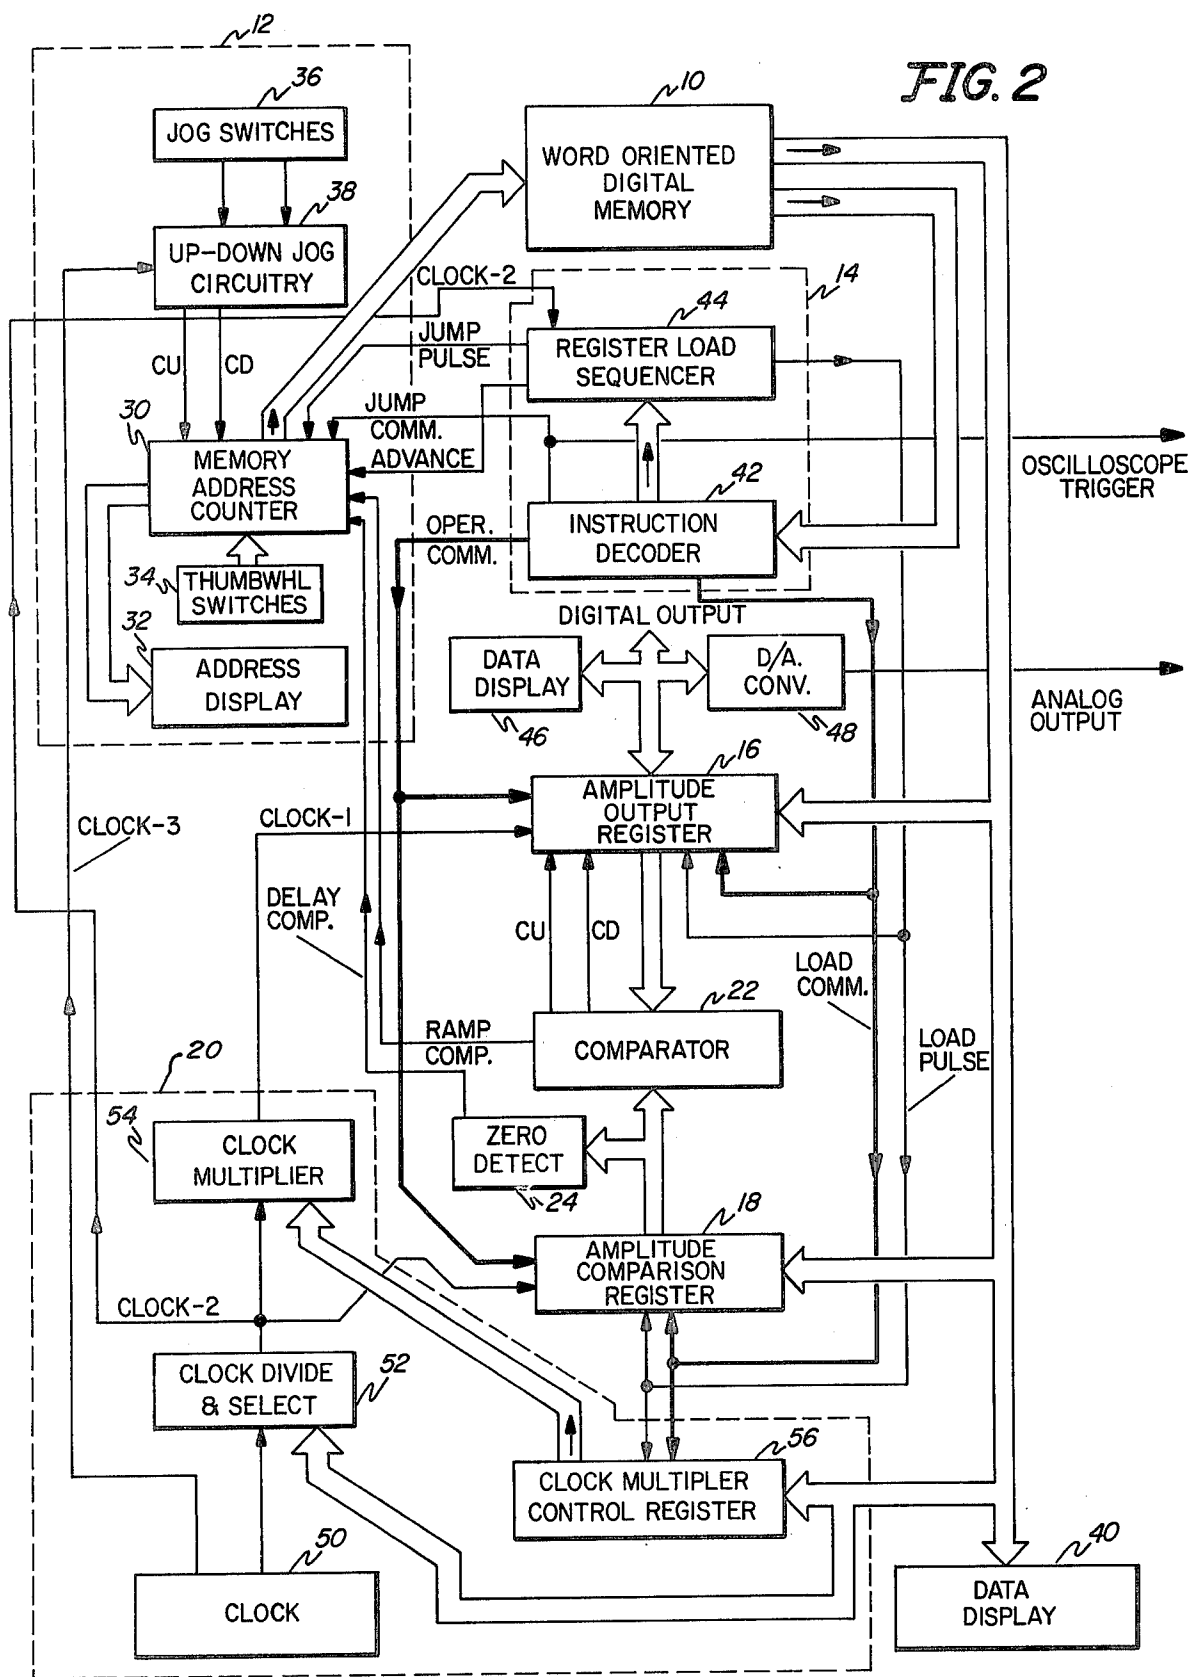 FIG. 2
12
36
JOG SWITCHES
10
WORD ORIENTED
DIGITAL
MEMORY
38
UP-DOWN JOG
CIRCUITRY
CLOCK-2
14
44
JUMP
PULSE
REGISTER LOAD
SEQUENCER
CU
CD
30
JUMP
COMM.
ADVANCE
MEMORY
ADDRESS
COUNTER
OSCILLOSCOPE
TRIGGER
42
OPER.
COMM.
INSTRUCTION
DECODER
34
THUMBWHL
SWITCHES
32
ADDRESS
DISPLAY
DIGITAL OUTPUT
DATA
DISPLAY
46
D/A.
CONV.
48
ANALOG
OUTPUT
16
AMPLITUDE
OUTPUT
REGISTER
CLOCK-3
CLOCK-1
DELAY
COMP.
CU
CD
LOAD
COMM.
22
RAMP
COMP.
COMPARATOR
LOAD
PULSE
20
54
CLOCK
MULTIPLIER
ZERO
DETECT
24
18
AMPLITUDE
COMPARISON
REGISTER
CLOCK-2
CLOCK DIVIDE
& SELECT
52
56
CLOCK MULTIPLER
CONTROL REGISTER
50
CLOCK
40
DATA
DISPLAY